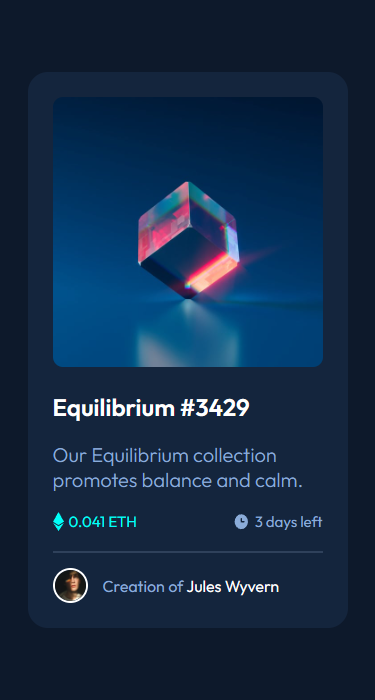 Equilibrium #3429
Our Equilibrium collection
promotes balance and calm.
0.041 ETH
3 days left
Creation of Jules Wyvern